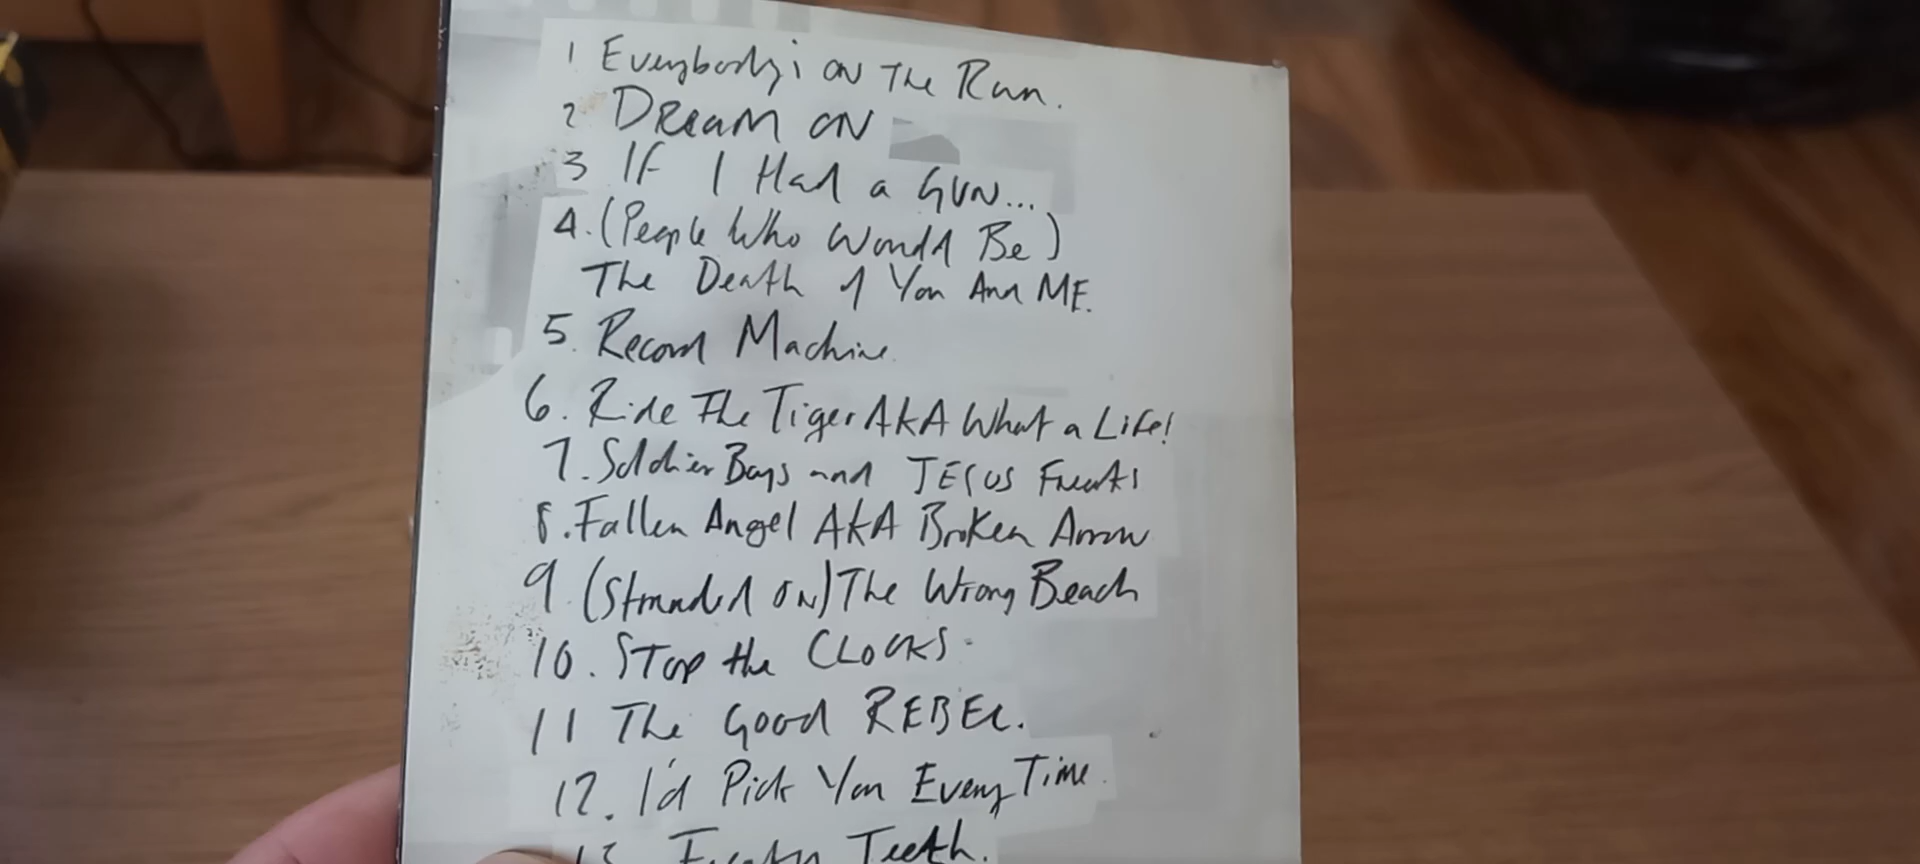 1 Everybody's on The Run.
2 DREAM ON
3 IF I Had a GUN...
4. (People Who Would Be)
The Death of You And ME.
5. Record Machine.
6. Ride The Tiger AKA What a Life!
7. Soldier Boys and JESUS Freaks
8. Fallen Angel AKA Broken Arrow
9 (Stranded ON) The Wrong Beach
10. STOP the CLOCKS.
11 The Good REBEL.
12. I'd Pick You Every Time.
13 Teeth.